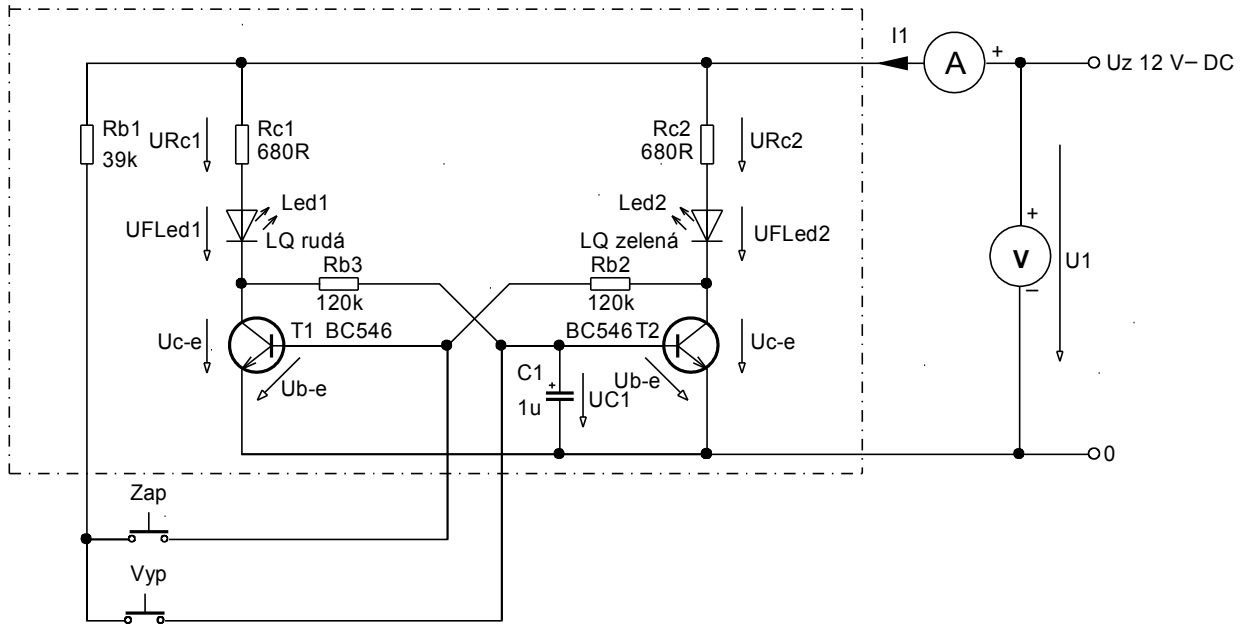 I1
A
+
Uz 12 V– DC
Rb1
39k
URc1
Rc1
680R
Rc2
680R
URc2
UFLed1
Led1
LQ rudá
Led2
LQ zelená
UFLed2
+
V
–
U1
Rb3
120k
Rb2
120k
Uc-e
T1 BC546
BC546 T2
Uc-e
Ub-e
C1
+
1u
UC1
Ub-e
0
Zap
Vyp